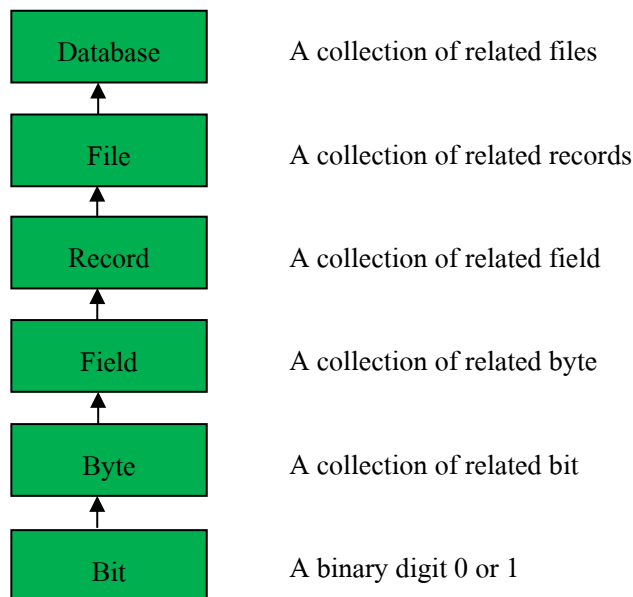 Database A collection of related files
File A collection of related records
Record A collection of related field
Field A collection of related byte
Byte A collection of related bit
Bit A binary digit 0 or 1